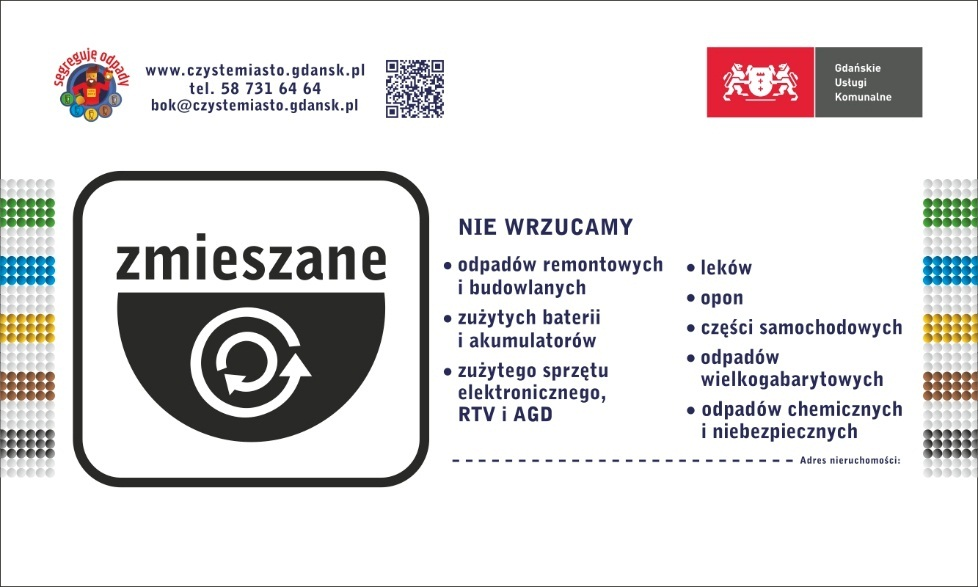 segreguję odpady
www.czystemiasto.gdansk.pl
tel. 58 731 64 64
bok@czystemiasto.gdansk.pl
Gdańskie
Usługi
Komunalne
zmieszane
NIE WRZUCAMY
• odpadów remontowych
i budowlanych
• zużytych baterii
i akumulatorów
• zużytego sprzętu
elektronicznego,
RTV i AGD
• leków
• opon
• części samochodowych
• odpadów
wielkogabarytowych
• odpadów chemicznych
i niebezpiecznych
Adres nieruchomości: